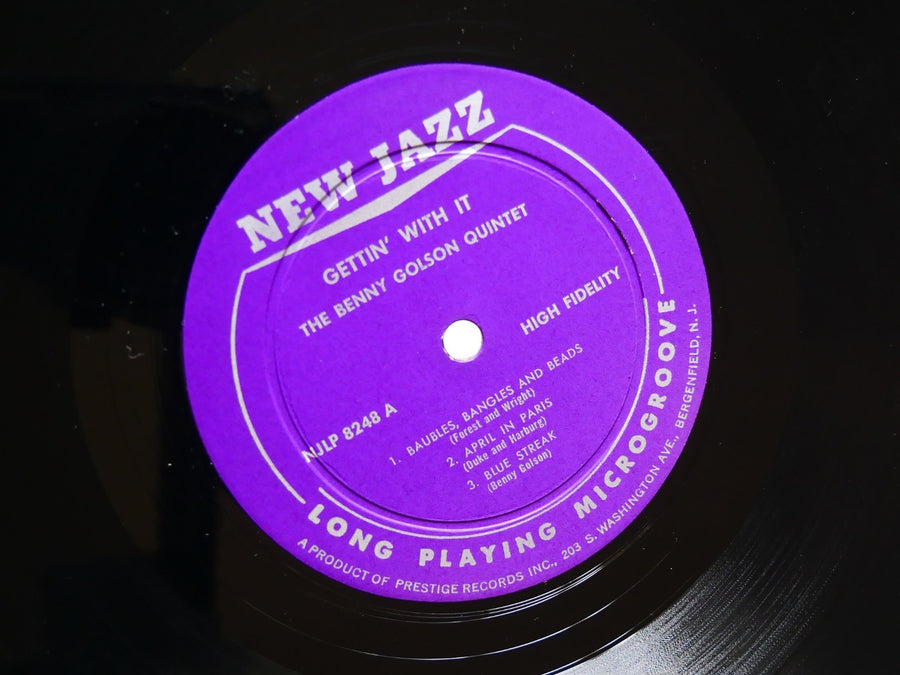 NEW JAZZ
GETTIN' WITH IT
THE BENNY GOLSON QUINTET
HIGH FIDELITY
NJLP 8248 A
1. BAUBLES, BANGLES AND BEADS
(Forest and Wright)
2. APRIL IN PARIS
(Duke and Harburg)
3. BLUE STREAK
(Benny Golson)
LONG PLAYING MICROGROOVE
A PRODUCT OF PRESTIGE RECORDS INC., 203 S. WASHINGTON AVE., BERGENFIELD, N. J.